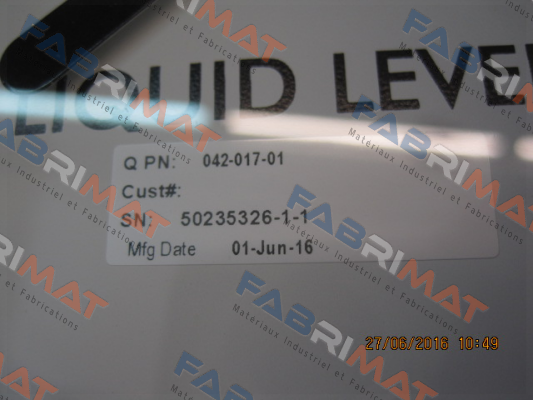 LIQUID LEVE
Q PN: 042-017-01
Cust#:
SN: 50235326-1-1
Mfg Date 01-Jun-16
27/06/2016 10:49
FABRIMAT
Materiaux Industriel et Fabrications